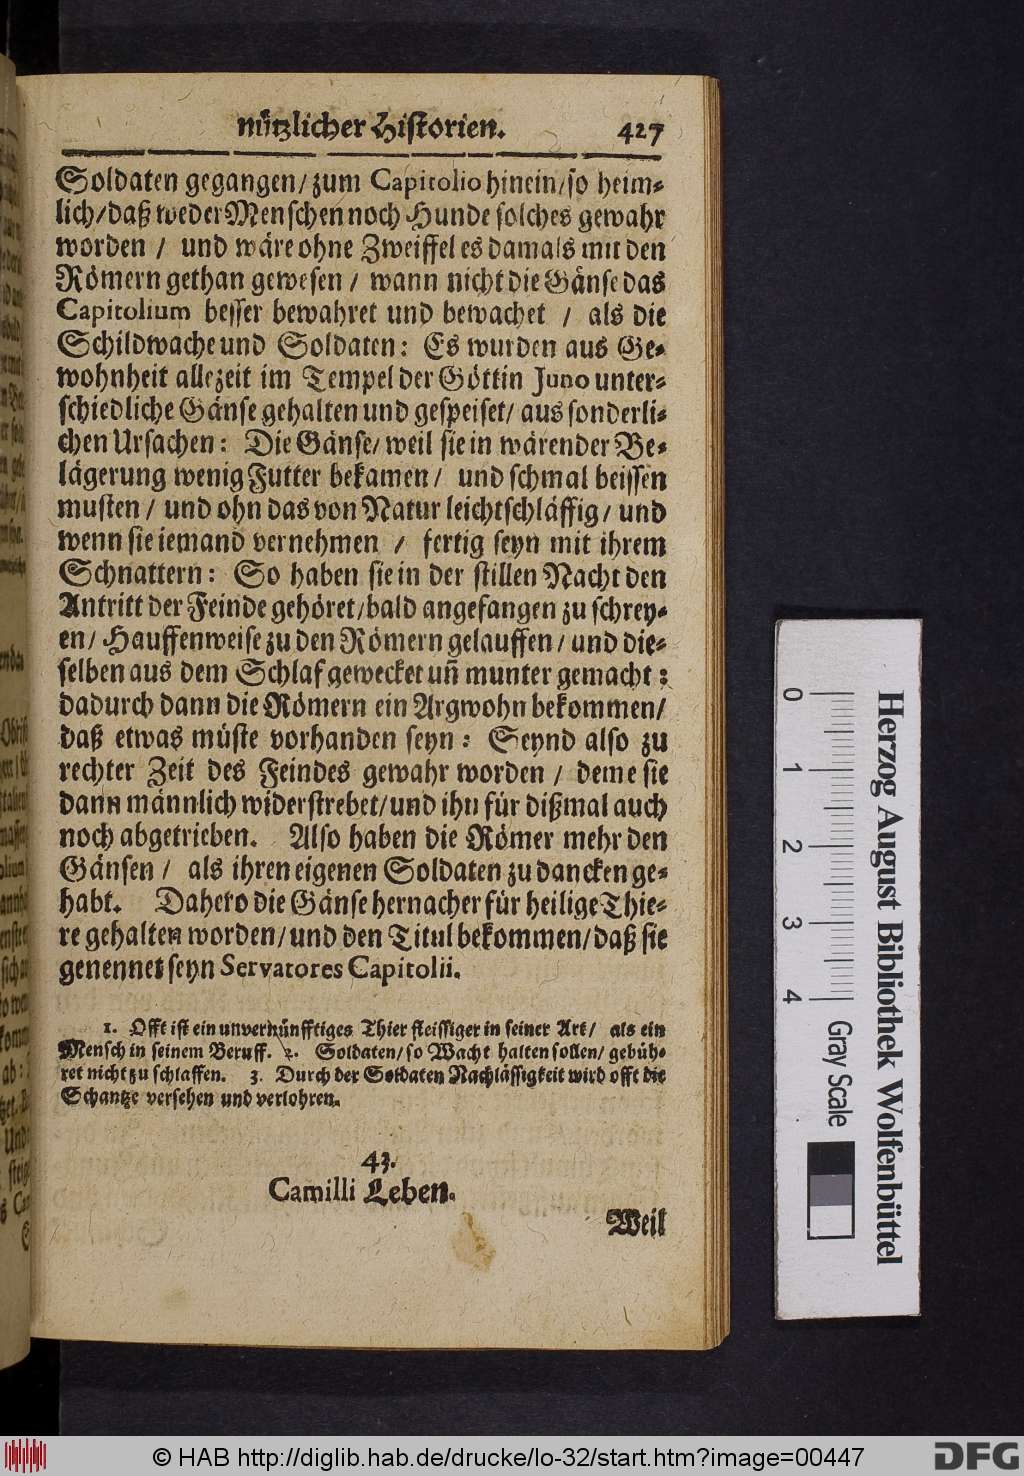 nützlicher Historien. 427
Soldaten gegangen/ zum Capitolio hinein/ so heim-
lich/ daß weder Menschen noch Hunde solches gewahr
worden / und wäre ohne Zweiffel es damals mit den
Römern gethan gewesen / wann nicht die Gänse das
Capitolium besser bewahret und bewachet / als die
Schildwache und Soldaten: Es wurden aus Ge-
wohnheit allezeit im Tempel der Göttin Juno unter-
schiedliche Gänse gehalten und gespeiset/ aus sonderli-
chen Ursachen: Die Gänse/ weil sie in wärender Be-
lägerung wenig Futter bekamen/ und schmal beissen
musten / und ohn das von Natur leichtschläffig/ und
wenn sie iemand vernehmen / fertig seyn mit ihrem
Schnattern: So haben sie in der stillen Nacht den
Antritt der Feinde gehöret/ bald angefangen zu schrey-
en/ Hauffenweise zu den Römern gelauffen/ und die-
selben aus dem Schlaf gewecket uñ munter gemacht:
dadurch dann die Römern ein Argwohn bekommen/
daß etwas müste vorhanden seyn: Seynd also zu
rechter Zeit des Feindes gewahr worden / deme sie
dann männlich widerstrebet/ und ihn für dißmal auch
noch abgetrieben. Also haben die Römer mehr den
Gänsen / als ihren eigenen Soldaten zu dancken ge-
habt. Dahero die Gänse hernacher für heilige Thie-
re gehalten worden/ und den Titul bekommen/ daß sie
genennet seyn Servatores Capitolii.
1. Offt ist ein unvernünfftiges Thier fleissiger in seiner Art/ als ein
Mensch in seinem Beruff. 2. Soldaten/ so Wacht halten sollen/ gebüh-
ret nicht zu schlaffen. 3. Durch der Soldaten Nachlässigkeit wird offt die
Schantze versehen und verlohren.
43.
Camilli Leben.
Weil
0 1 2 3 4 Gray Scale
Herzog August Bibliothek Wolfenbüttel
© HAB http://diglib.hab.de/drucke/lo-32/start.htm?image=00447
DFG